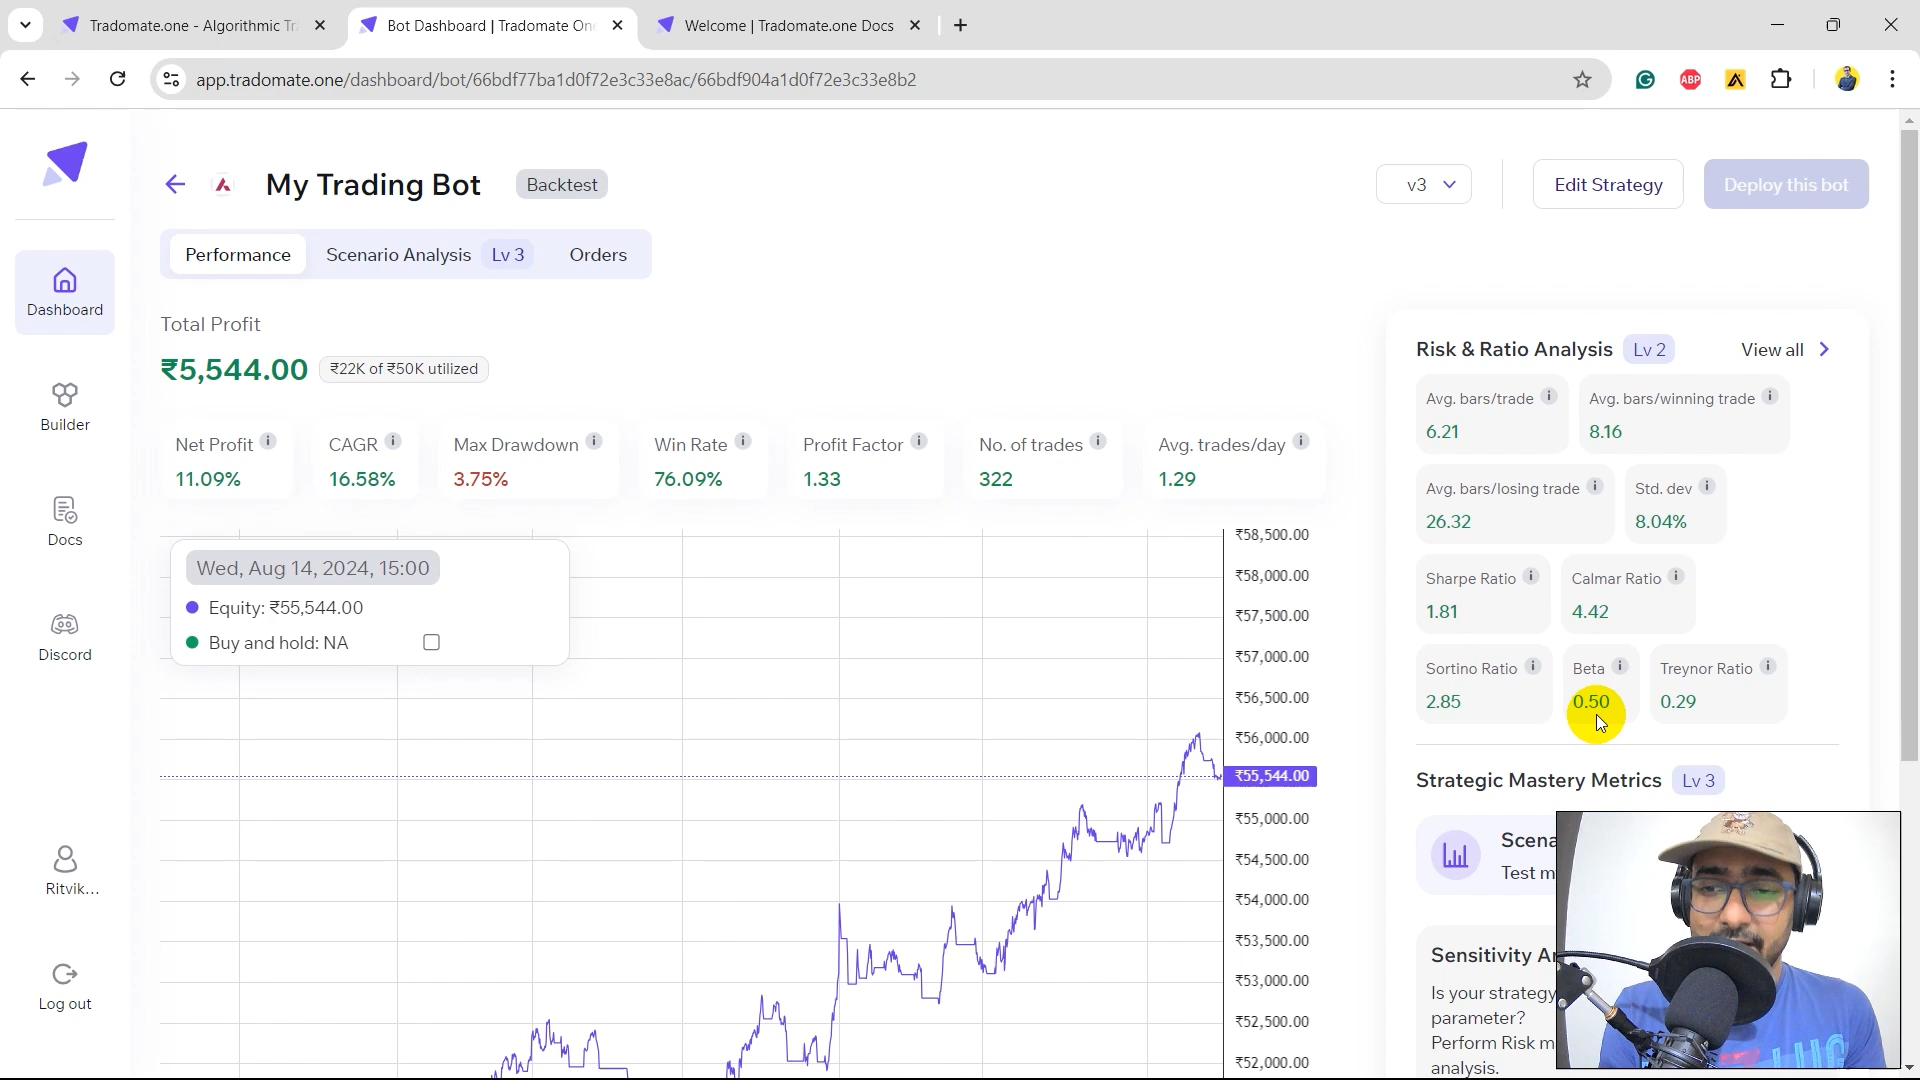 Tradomate.one - Algorithmic Tr
Bot Dashboard | Tradomate On
Welcome | Tradomate.one Docs
app.tradomate.one/dashboard/bot/66bdf77ba1d0f72e3c33e8ac/66bdf904a1d0f72e3c33e8b2
ABP
My Trading Bot
Backtest
v3
Edit Strategy
Deploy this bot
Performance
Scenario Analysis Lv 3
Orders
Dashboard
Builder
Docs
Discord
Ritvik...
Log out
Total Profit
₹5,544.00 ₹22K of ₹50K utilized
Net Profit
11.09%
CAGR
16.58%
Max Drawdown
3.75%
Win Rate
76.09%
Profit Factor
1.33
No. of trades
322
Avg. trades/day
1.29
Wed, Aug 14, 2024, 15:00
Equity: ₹55,544.00
Buy and hold: NA
₹58,500.00
₹58,000.00
₹57,500.00
₹57,000.00
₹56,500.00
₹56,000.00
₹55,544.00
₹55,000.00
₹54,500.00
₹54,000.00
₹53,500.00
₹53,000.00
₹52,500.00
₹52,000.00
Risk & Ratio Analysis Lv 2
View all
Avg. bars/trade
6.21
Avg. bars/winning trade
8.16
Avg. bars/losing trade
26.32
Std. dev
8.04%
Sharpe Ratio
1.81
Calmar Ratio
4.42
Sortino Ratio
2.85
Beta
0.50
Treynor Ratio
0.29
Strategic Mastery Metrics Lv 3
Scena
Test m
Sensitivity A
Is your strategy
parameter?
Perform Risk m
analysis.